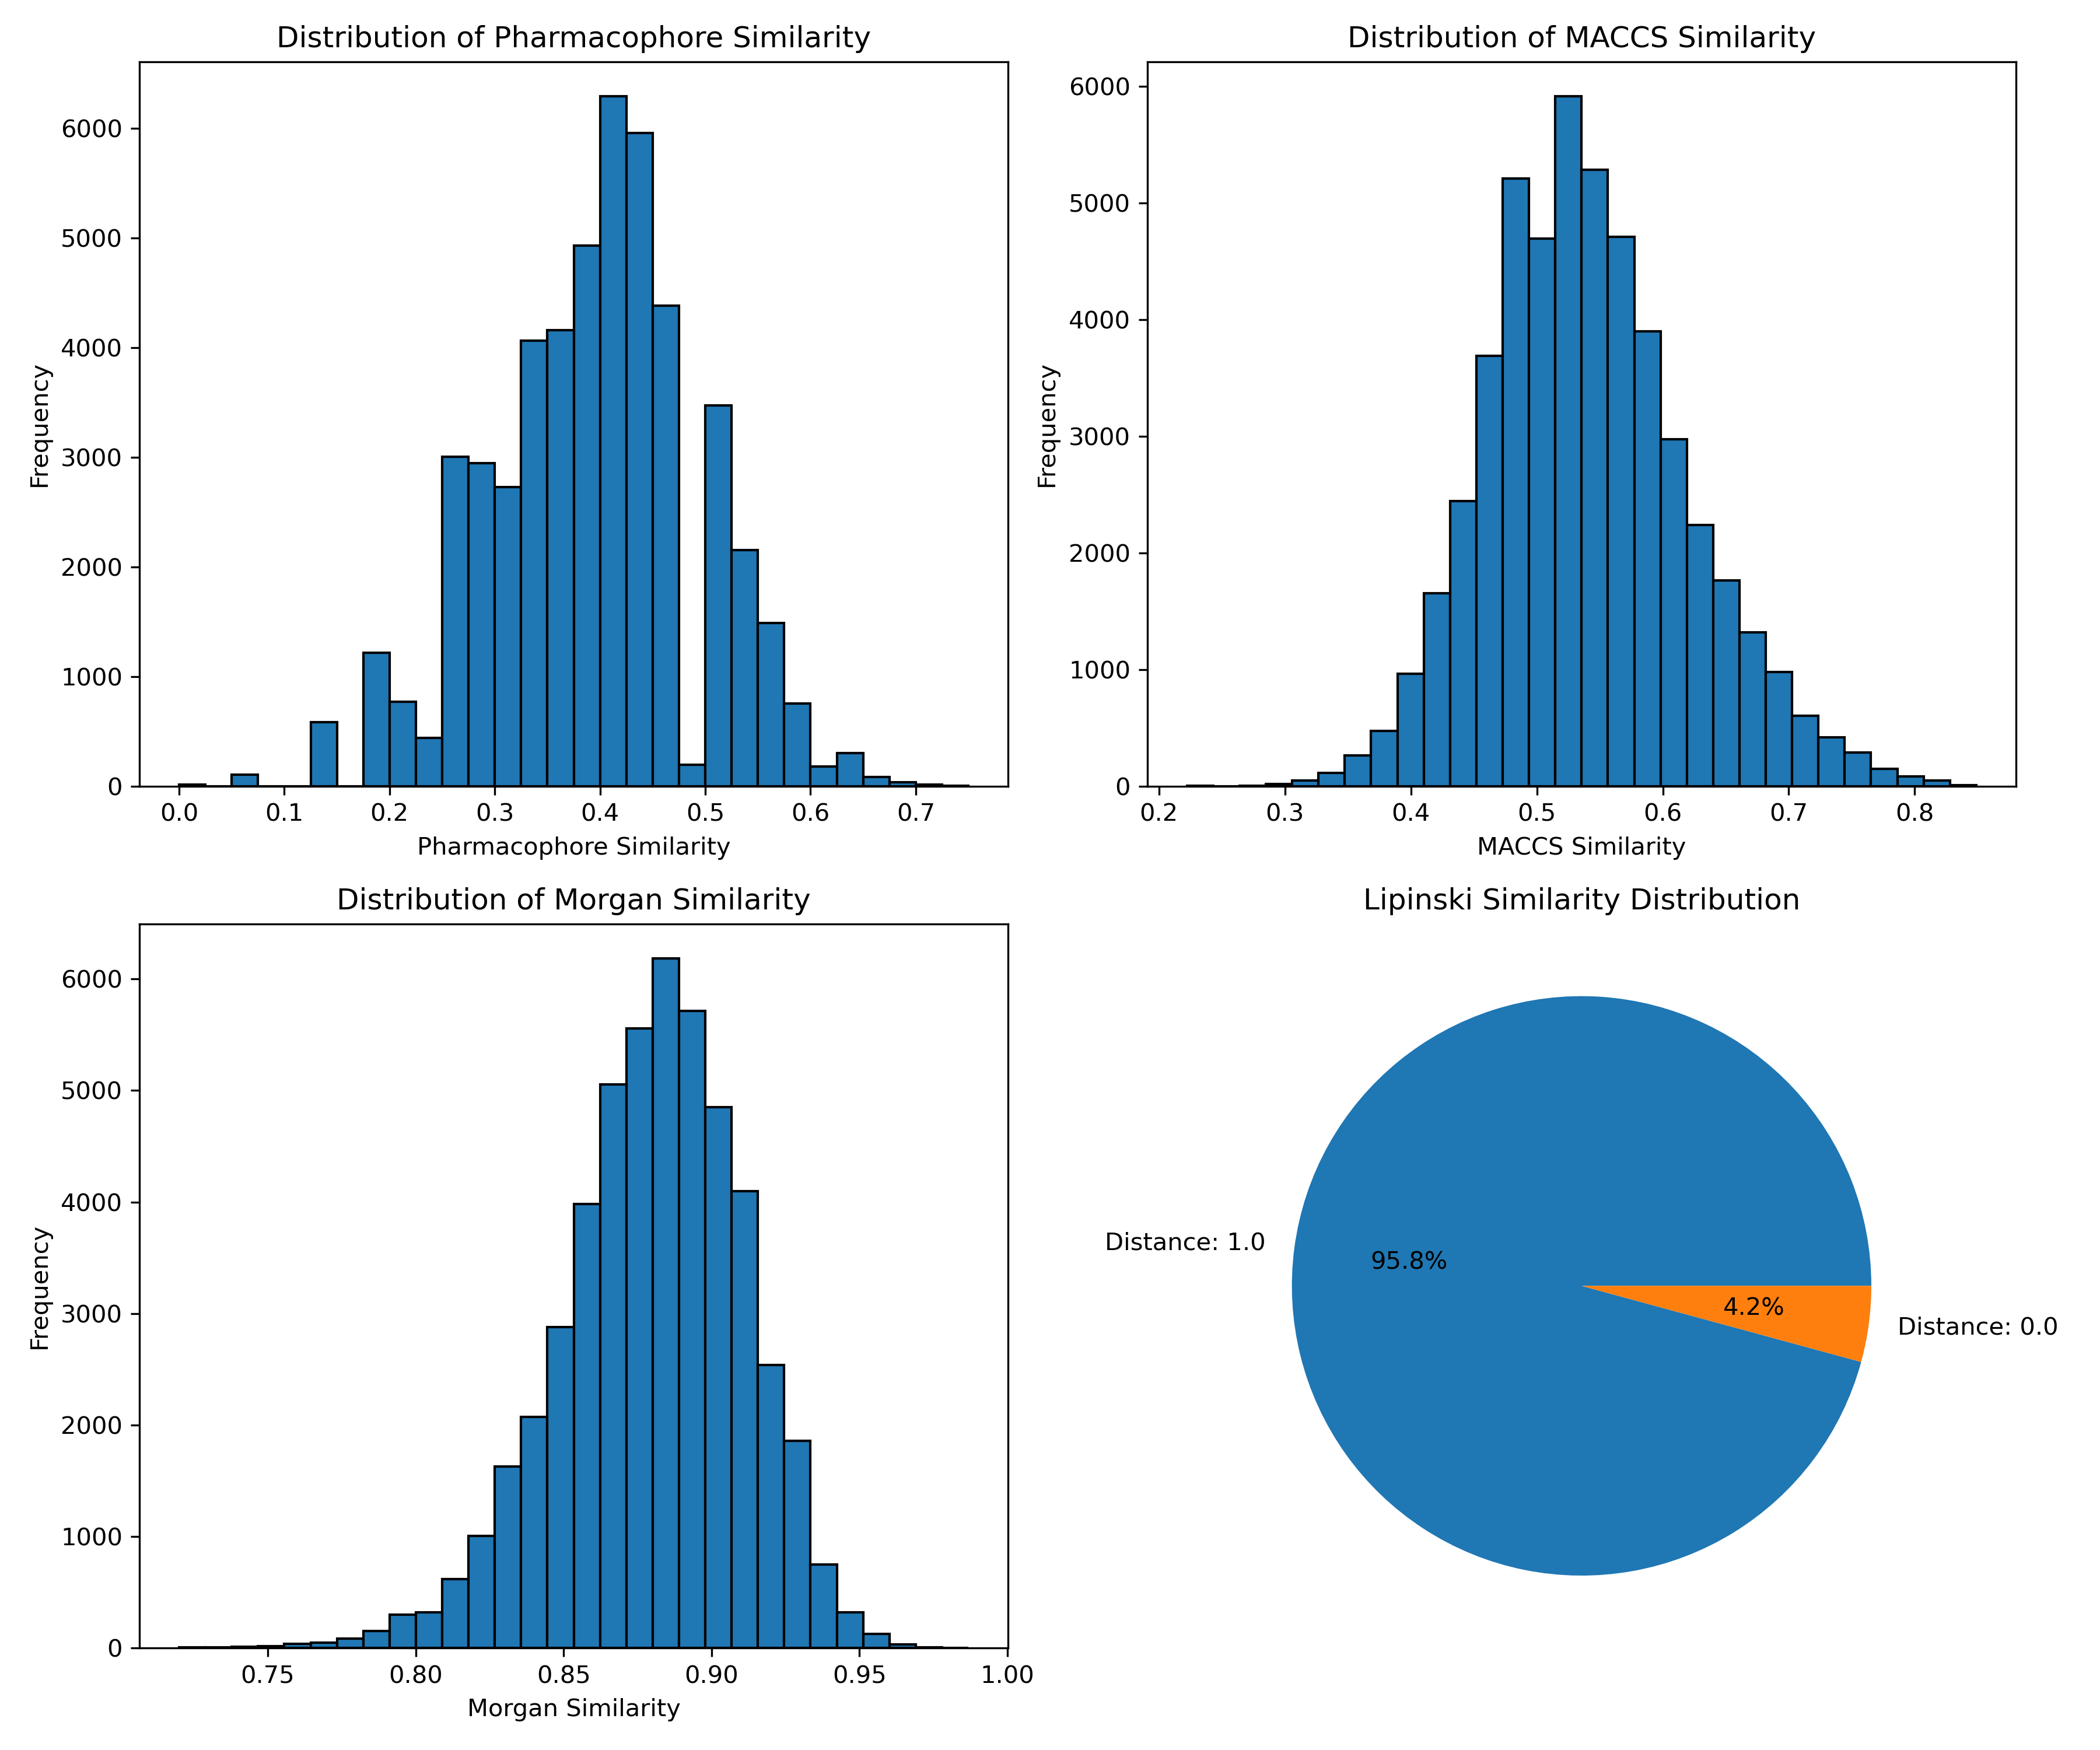 Distribution of Pharmacophore Similarity
Frequency
6000
5000
4000
3000
2000
1000
0
0.0 0.1 0.2 0.3 0.4 0.5 0.6 0.7
Pharmacophore Similarity
Distribution of MACCS Similarity
Frequency
6000
5000
4000
3000
2000
1000
0
0.2 0.3 0.4 0.5 0.6 0.7 0.8
MACCS Similarity
Distribution of Morgan Similarity
Frequency
6000
5000
4000
3000
2000
1000
0
0.75 0.80 0.85 0.90 0.95 1.00
Morgan Similarity
Lipinski Similarity Distribution
Distance: 1.0
95.8%
4.2%
Distance: 0.0